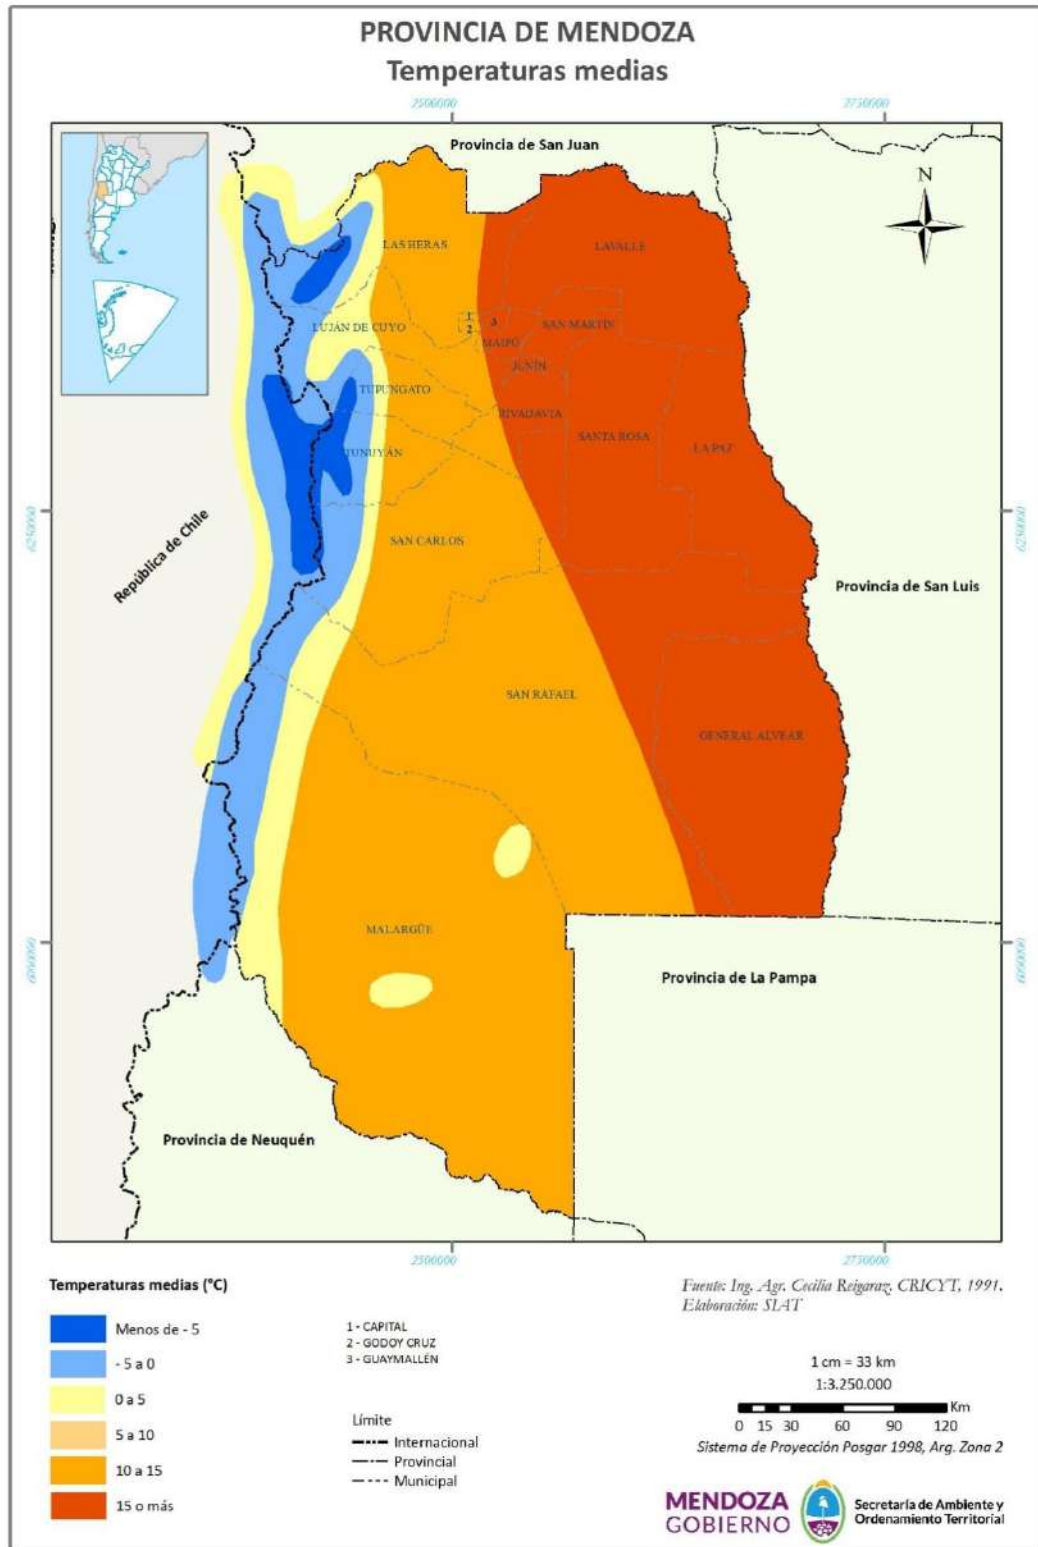 PROVINCIA DE MENDOZA
Temperaturas medias
2500000
2750000
Provincia de San Juan
N
LAS HERAS
LAVALLE
1
2
3
LUJÁN DE CUYO
SAN MARTÍN
MAIPÚ
JUNÍN
TUPUNGATO
RIVADAVIA
SANTA ROSA
LA PAZ
TUNUYÁN
6250000
6250000
República de Chile
SAN CARLOS
Provincia de San Luis
SAN RAFAEL
GENERAL ALVEAR
MALARGÜE
6000000
6000000
Provincia de La Pampa
Provincia de Neuquén
2500000
2750000
Temperaturas medias (°C)
Menos de - 5
- 5 a 0
0 a 5
5 a 10
10 a 15
15 o más
1 - CAPITAL
2 - GODOY CRUZ
3 - GUAYMALLÉN
Límite
Internacional
Provincial
Municipal
Fuente: Ing. Agr. Cecilia Reigaraz. CRICYT, 1991.
Elaboración: SIAT
1 cm = 33 km
1:3.250.000
Km
0 15 30 60 90 120
Sistema de Proyección Posgar 1998, Arg. Zona 2
MENDOZA
GOBIERNO
Secretaría de Ambiente y
Ordenamiento Territorial